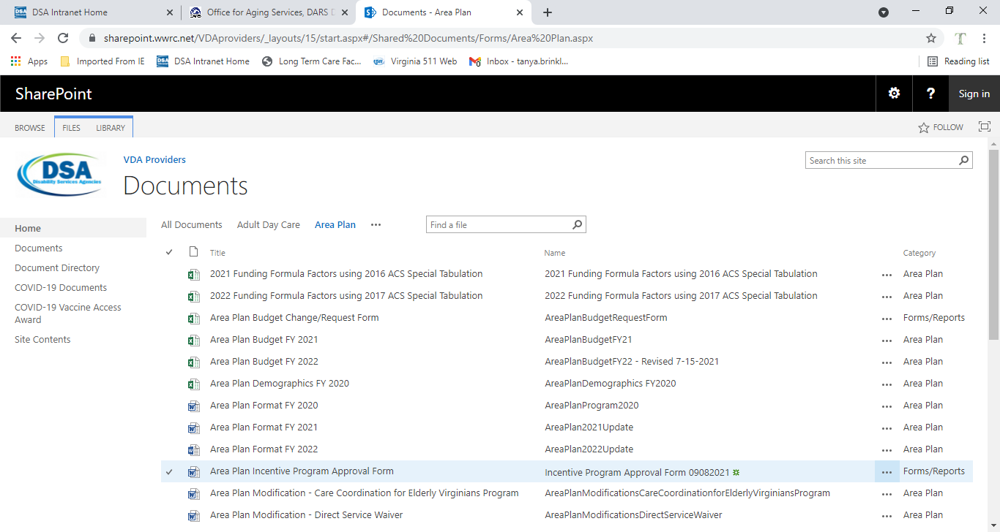 DSA Intranet Home
Office for Aging Services, DARS D
Documents - Area Plan
sharepoint.wwrc.net/VDAproviders/_layouts/15/start.aspx#/Shared%20Documents/Forms/Area%20Plan.aspx
Apps Imported From IE DSA Intranet Home Long Term Care Fac... Virginia 511 Web Inbox - tanya.brinkl... Reading list
SharePoint ? Sign in
BROWSE FILES LIBRARY FOLLOW
DSA
Disability Services Agencies
VDA Providers
Documents
Search this site
Home
Documents
Document Directory
COVID-19 Documents
COVID-19 Vaccine Access
Award
Site Contents
All Documents Adult Day Care Area Plan ••• Find a file
Title Name Category
2021 Funding Formula Factors using 2016 ACS Special Tabulation 2021 Funding Formula Factors using 2016 ACS Special Tabulation ... Area Plan
2022 Funding Formula Factors using 2017 ACS Special Tabulation 2022 Funding Formula Factors using 2017 ACS Special Tabulation ... Area Plan
Area Plan Budget Change/Request Form AreaPlanBudgetRequestForm ... Forms/Reports
Area Plan Budget FY 2021 AreaPlanBudgetFY21 ... Area Plan
Area Plan Budget FY 2022 AreaPlanBudgetFY22 - Revised 7-15-2021 ... Area Plan
Area Plan Demographics FY 2020 AreaPlanDemographics FY2020 ... Area Plan
Area Plan Format FY 2020 AreaPlanProgram2020 ... Area Plan
Area Plan Format FY 2021 AreaPlan2021Update ... Area Plan
Area Plan Format FY 2022 AreaPlan2022Update ... Area Plan
Area Plan Incentive Program Approval Form Incentive Program Approval Form 09082021 ... Forms/Reports
Area Plan Modification - Care Coordination for Elderly Virginians Program AreaPlanModificationsCareCoordinationforElderlyVirginiansProgram ... Area Plan
Area Plan Modification - Direct Service Waiver AreaPlanModificationsDirectServiceWaiver ... Area Plan